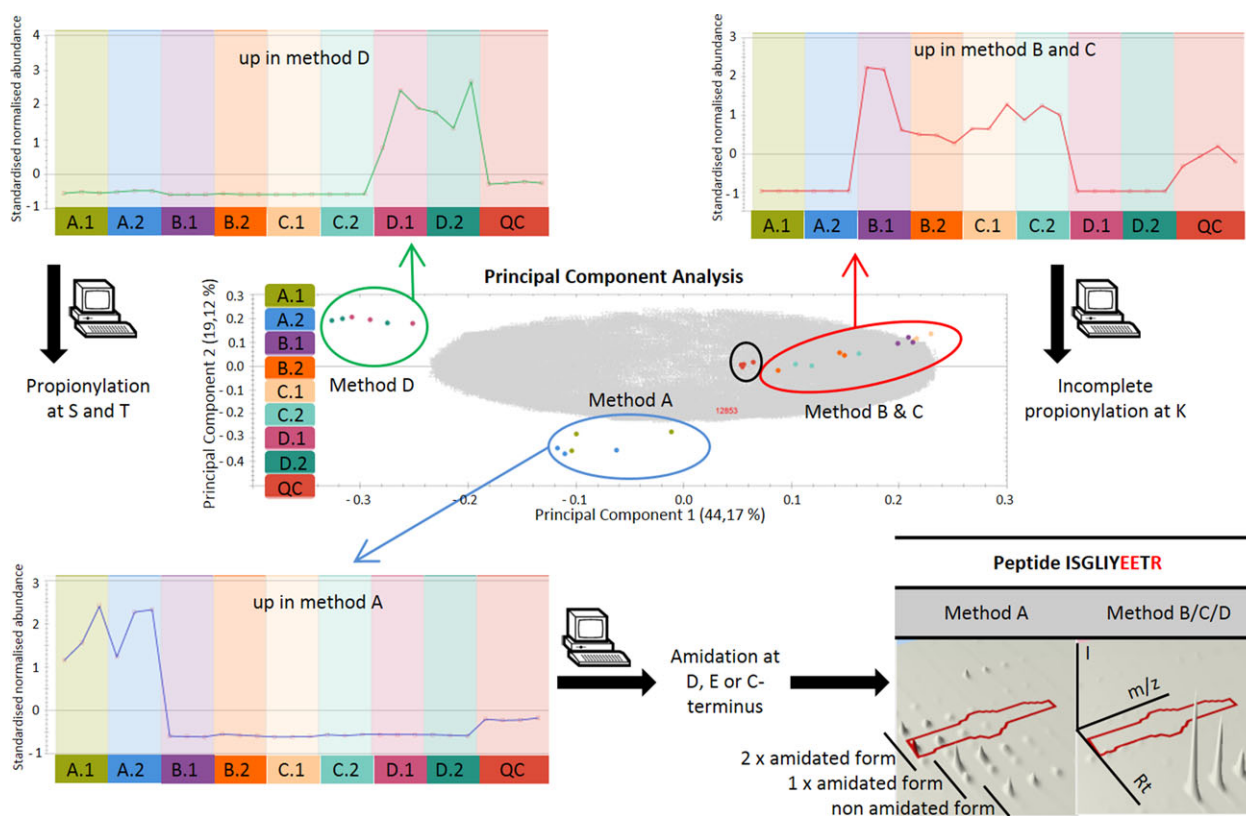 up in method D
Standardised normalised abundance
4
3
2
1
0
-1
A.1 A.2 B.1 B.2 C.1 C.2 D.1 D.2 QC
up in method B and C
Standardised normalised abundance
3
2
1
0
-1
A.1 A.2 B.1 B.2 C.1 C.2 D.1 D.2 QC
Propionylation
at S and T
Principal Component Analysis
A.1
A.2
B.1
B.2
C.1
C.2
D.1
D.2
QC
Principal Component 2 (19,12 %)
0.3
0.2
0.1
0.0
-0.1
-0.2
-0.3
-0.4
Method D
Method A
12853
Method B & C
-0.3 -0.2 -0.1 0.0 0.1 0.2 0.3
Principal Component 1 (44,17 %)
Incomplete
propionylation at K
up in method A
Standardised normalised abundance
3
2
1
0
-1
A.1 A.2 B.1 B.2 C.1 C.2 D.1 D.2 QC
Amidation at
D, E or C-
terminus
Peptide ISGLIYEETR
Method A Method B/C/D
I
m/z
Rt
2 x amidated form
1 x amidated form
non amidated form